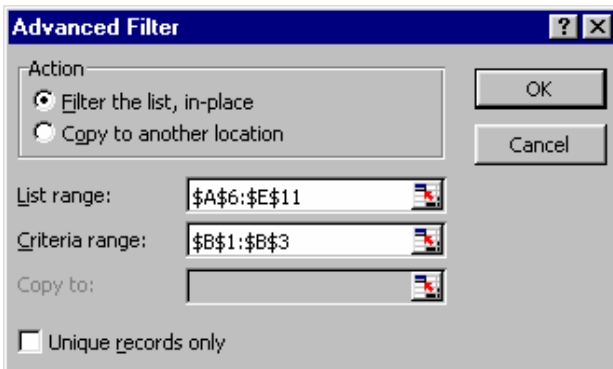 Advanced Filter
Action
Filter the list, in-place
Copy to another location
OK
Cancel
List range:
$A$6:$E$11
Criteria range:
$B$1:$B$3
Copy to:
Unique records only